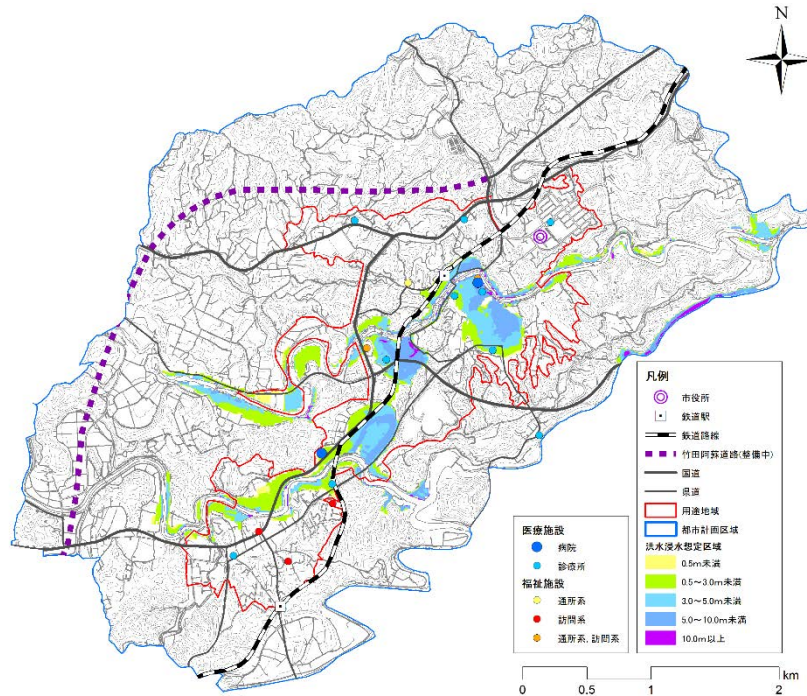 N
凡例
市役所
鉄道駅
鉄道路線
竹田阿蘇道路(整備中)
国道
県道
用途地域
都市計画区域
洪水浸水想定区域
0.5m未満
0.5~3.0m未満
3.0~5.0m未満
5.0~10.0m未満
10.0m以上
医療施設
病院
診療所
福祉施設
通所系
訪問系
通所系、訪問系
km
0 0.5 1 2